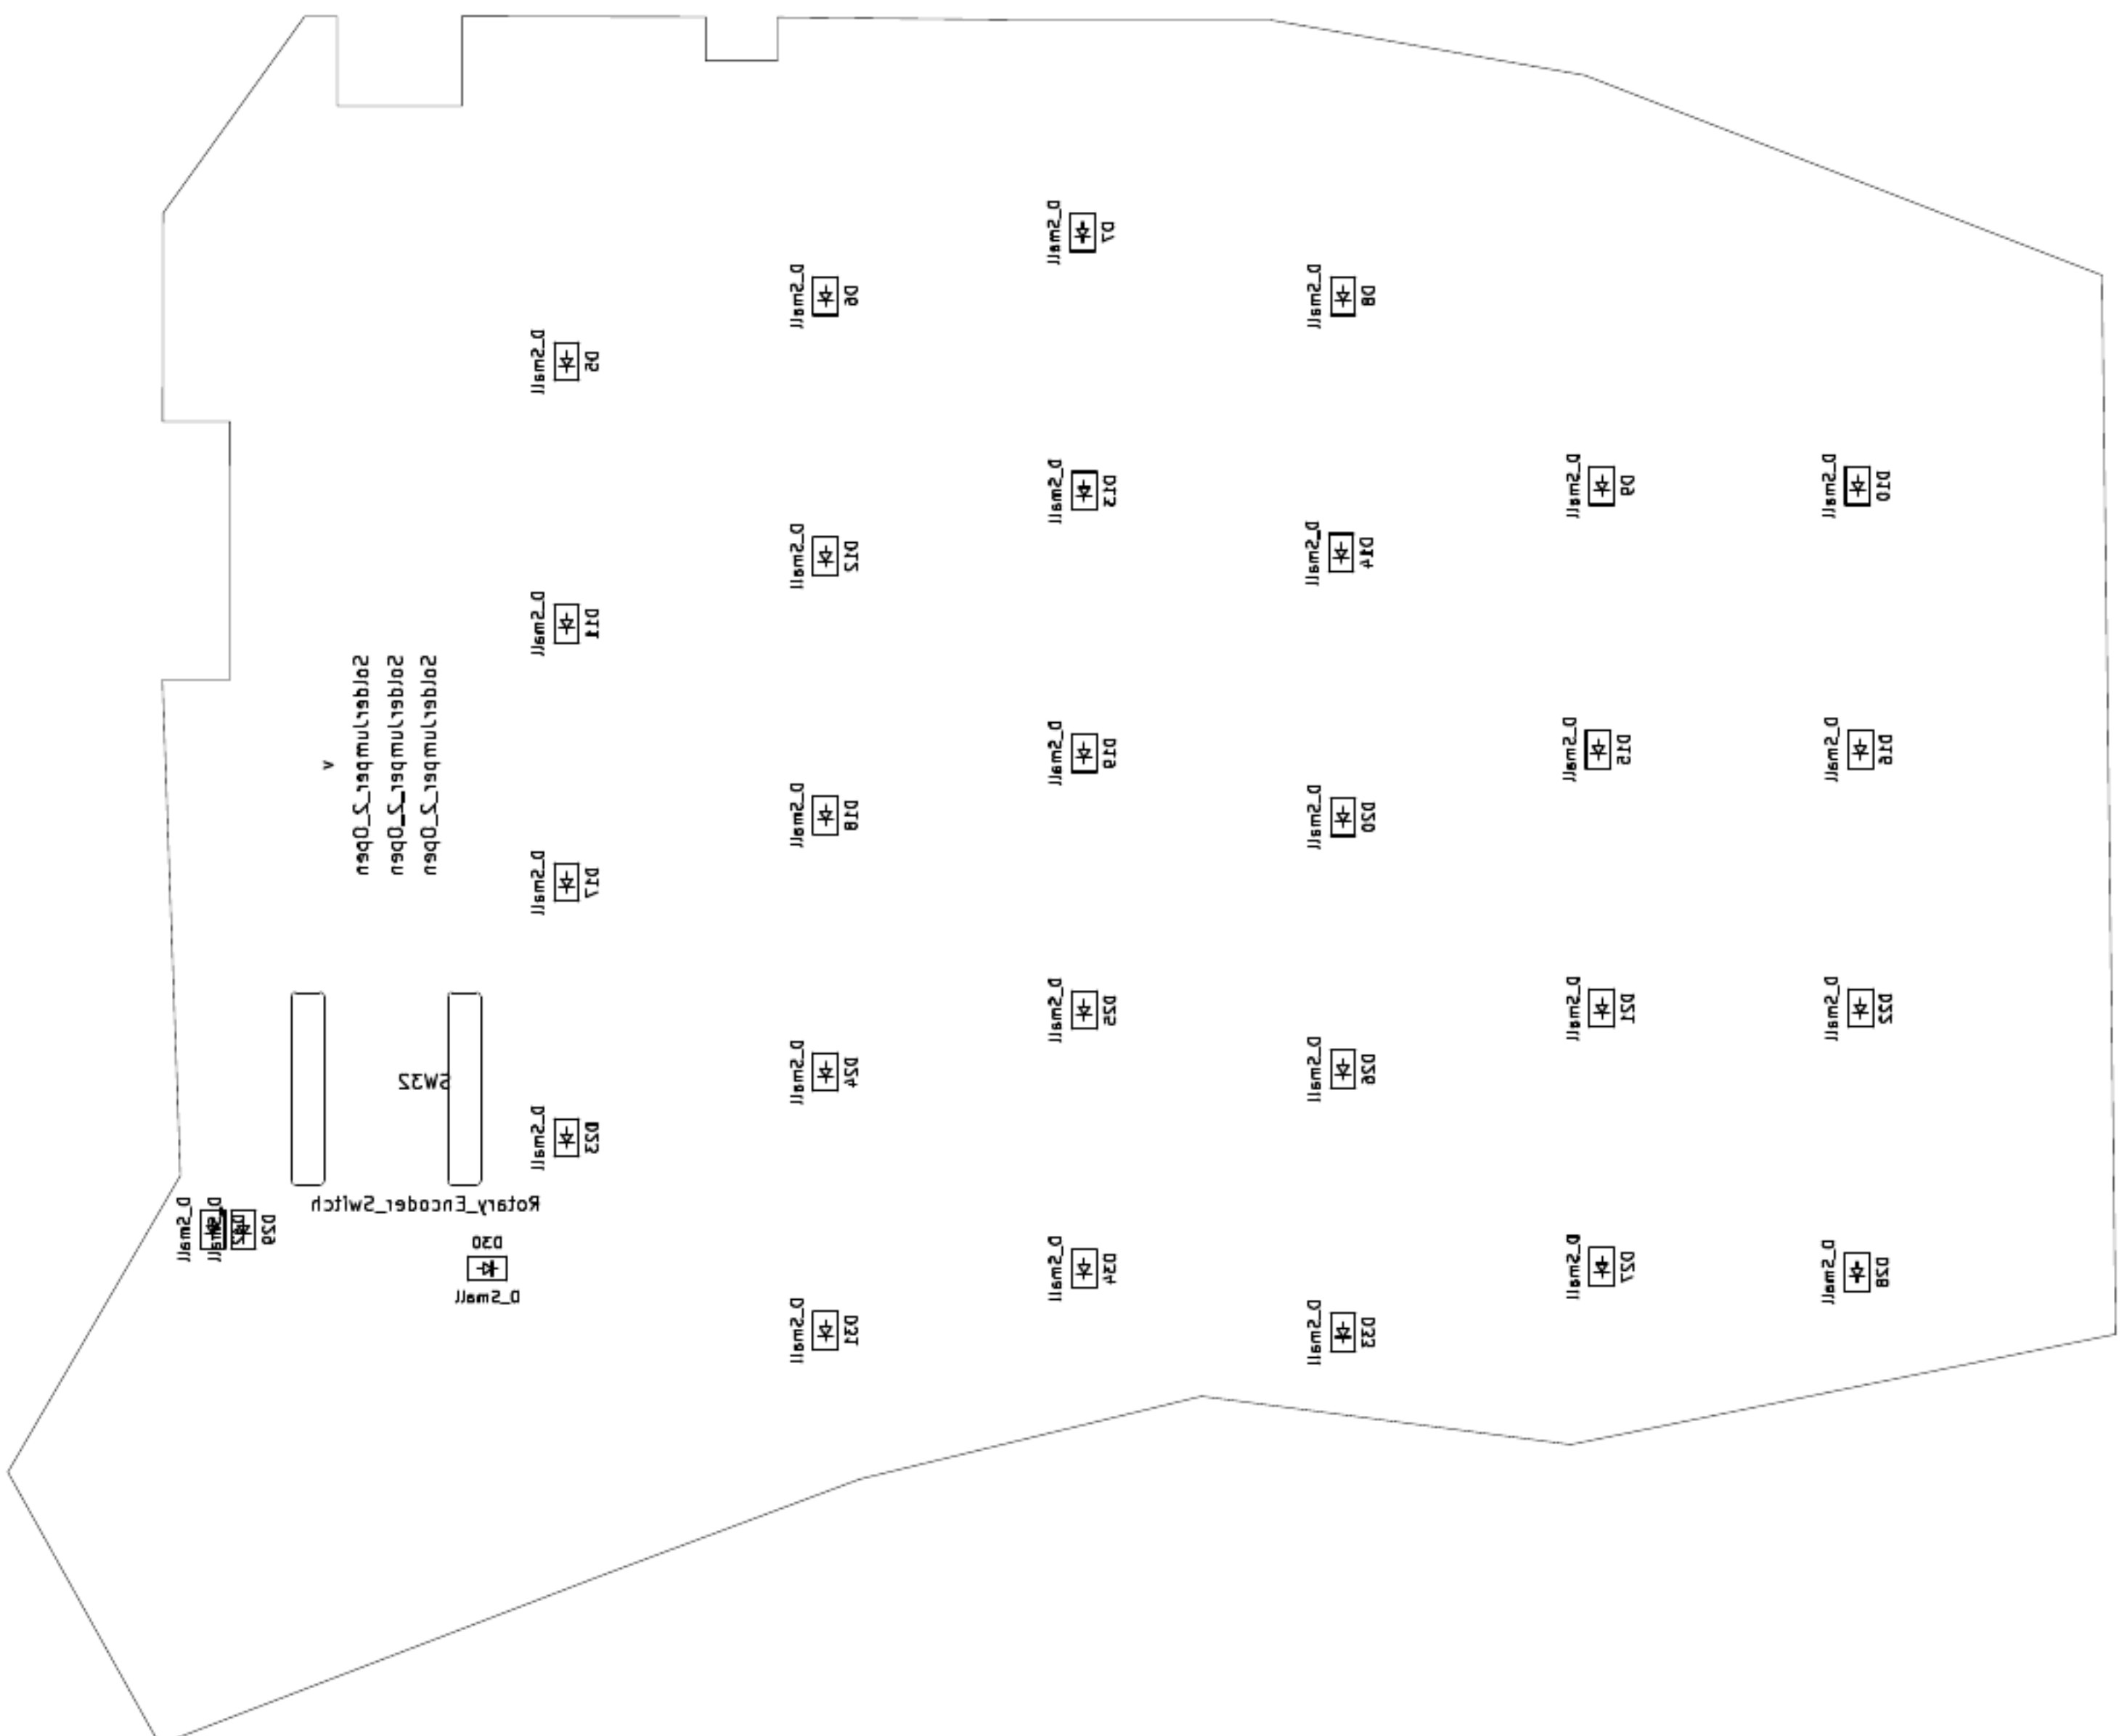 D_Small
D7
D_Small
D6
D_Small
D8
D_Small
D5
D_Small
D13
D_Small
D9
D_Small
D10
D_Small
D12
D_Small
D14
D_Small
D11
SolderJumper_2_Open
SolderJumper_2_Open
SolderJumper_2_Open
v
D_Small
D19
D_Small
D15
D_Small
D16
D_Small
D18
D_Small
D20
D_Small
D17
D_Small
D25
D_Small
D21
D_Small
D22
D_Small
D24
D_Small
D26
SW32
D_Small
D23
Rotary_Encoder_Switch
D_Small
D_Small
D29
D30
D_Small
D_Small
D34
D_Small
D27
D_Small
D28
D_Small
D31
D_Small
D33